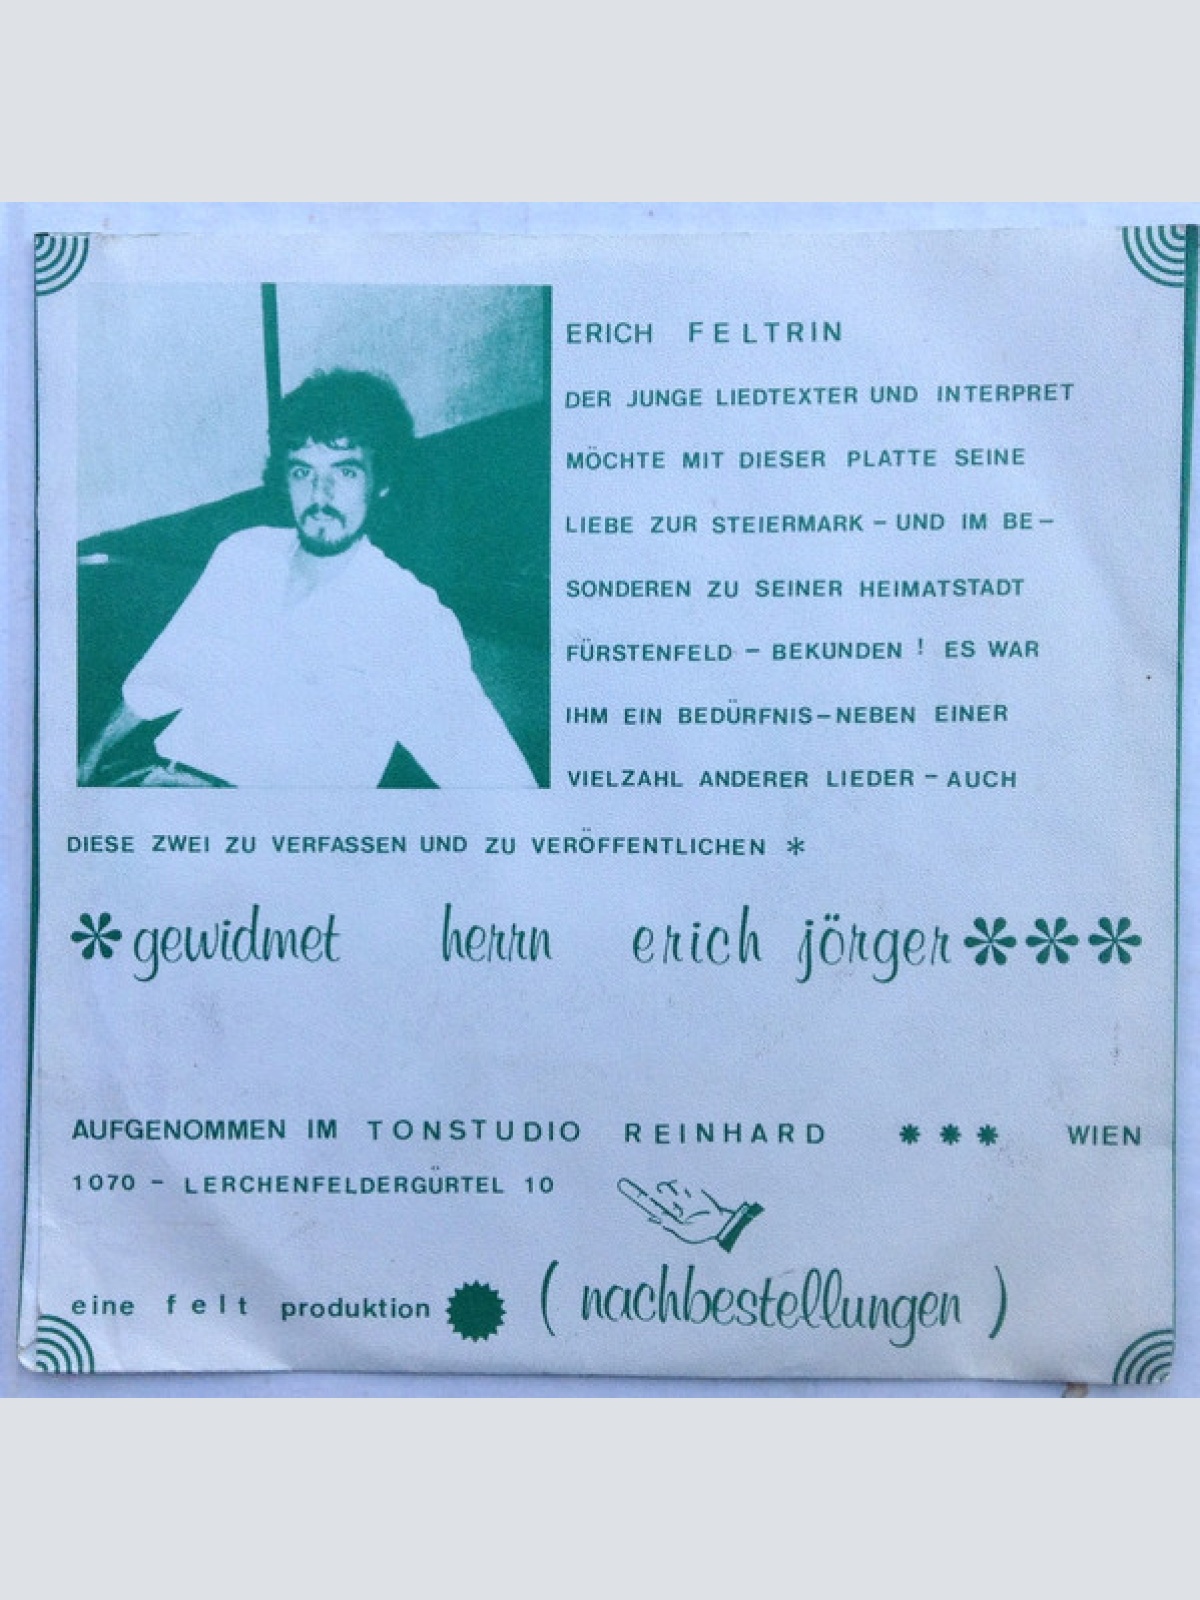 ERICH FELTRIN
DER JUNGE LIEDTEXTER UND INTERPRET
MÖCHTE MIT DIESER PLATTE SEINE
LIEBE ZUR STEIERMARK – UND IM BE–
SONDEREN ZU SEINER HEIMATSTADT
FÜRSTENFELD – BEKUNDEN ! ES WAR
IHM EIN BEDÜRFNIS – NEBEN EINER
VIELZAHL ANDERER LIEDER – AUCH
DIESE ZWEI ZU VERFASSEN UND ZU VERÖFFENTLICHEN *
* gewidmet herrn erich jörger ***
AUFGENOMMEN IM TONSTUDIO REINHARD *** WIEN
1070 – LERCHENFELDERGÜRTEL 10
eine felt produktion ( nachbestellungen )